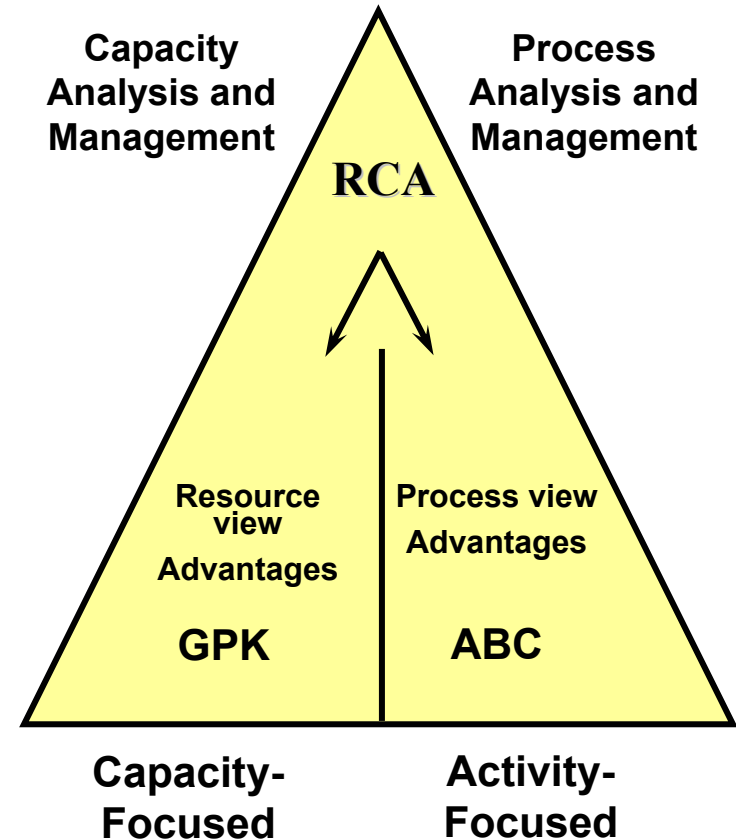 Capacity
Analysis and
Management
Process
Analysis and
Management
RCA
Resource
view
Advantages
GPK
Process view
Advantages
ABC
Capacity-
Focused
Activity-
Focused